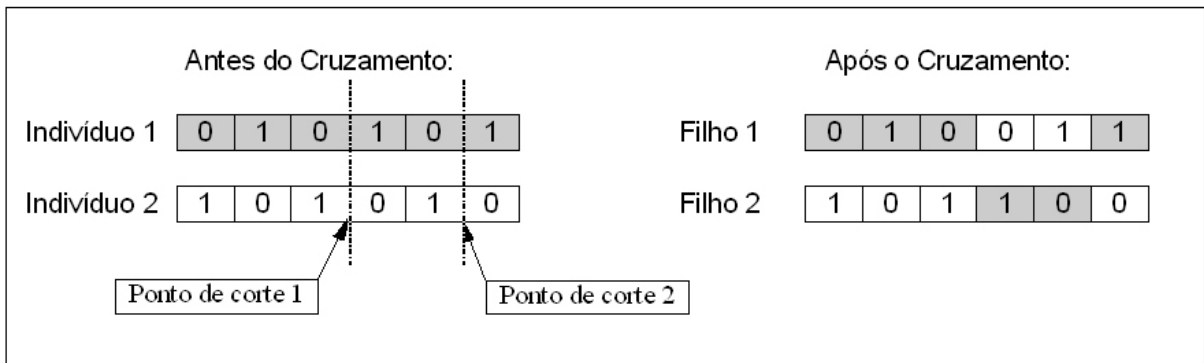 Antes do Cruzamento: Após o Cruzamento:
Indivíduo 1 0 1 0 1 0 1 Filho 1 0 1 0 0 1 1
Indivíduo 2 1 0 1 0 1 0 Filho 2 1 0 1 1 0 0
Ponto de corte 1 Ponto de corte 2